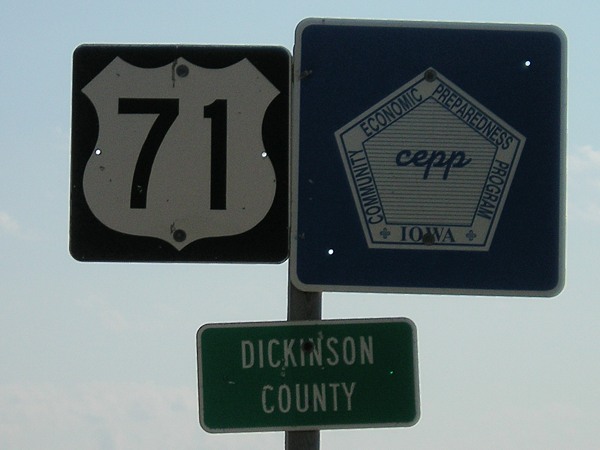 71
COMMUNITY ECONOMIC PREPAREDNESS PROGRAM
cepp
IOWA
DICKINSON
COUNTY